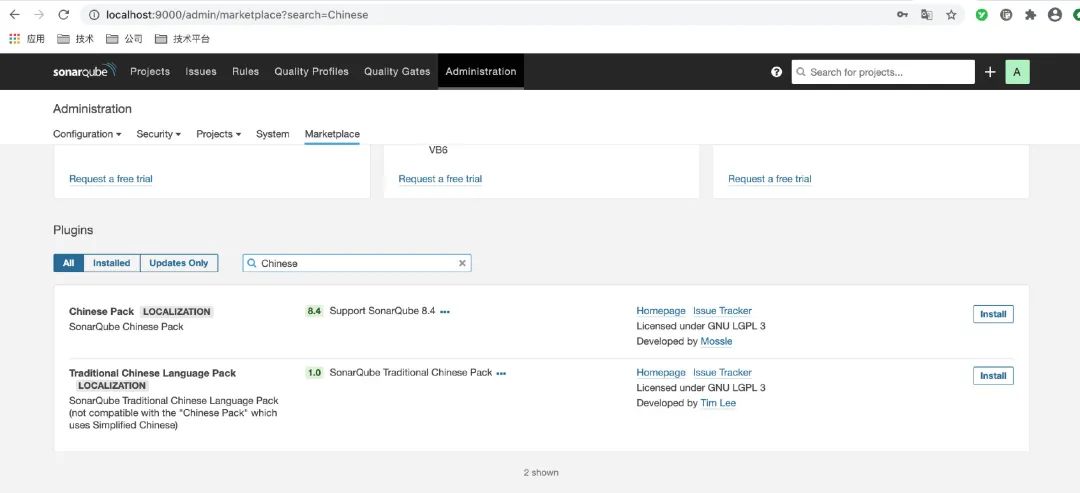 localhost:9000/admin/marketplace?search=Chinese
应用 技术 公司 技术平台
sonarqube Projects Issues Rules Quality Profiles Quality Gates Administration Search for projects... A
Administration
Configuration Security Projects System Marketplace
VB6
Request a free trial Request a free trial Request a free trial
Plugins
All Installed Updates Only Chinese
Chinese Pack LOCALIZATION 8.4 Support SonarQube 8.4 ••• Homepage Issue Tracker Install
SonarQube Chinese Pack Licensed under GNU LGPL 3
Developed by Mossle
Traditional Chinese Language Pack 1.0 SonarQube Traditional Chinese Pack ••• Homepage Issue Tracker Install
LOCALIZATION Licensed under GNU LGPL 3
SonarQube Traditional Chinese Language Pack Developed by Tim Lee
(not compatible with the "Chinese Pack" which
uses Simplified Chinese)
2 shown